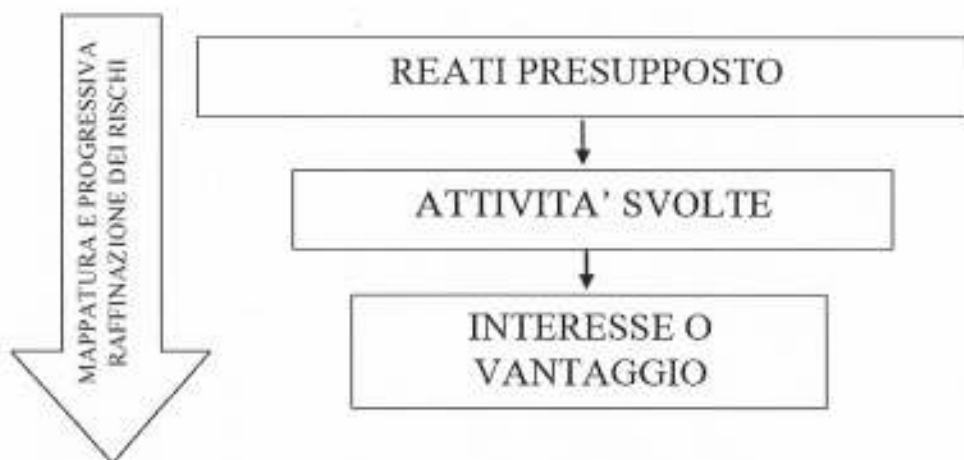 MAPPATURA E PROGRESSIVA
RAFFINAZIONE DEI RISCHI
REATI PRESUPPOSTO
ATTIVITA’ SVOLTE
INTERESSE O
VANTAGGIO